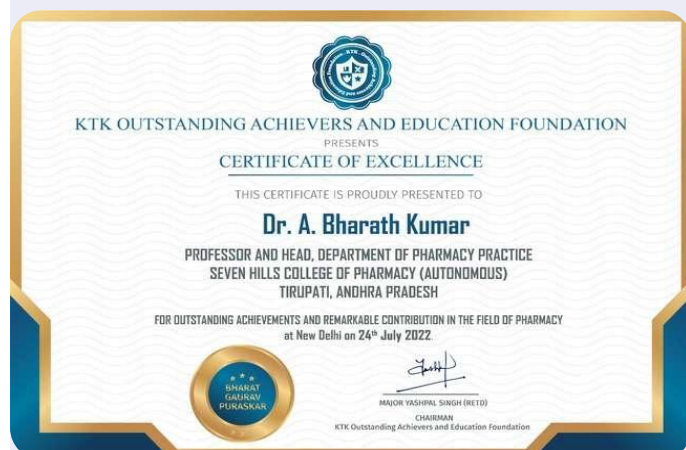 KTK OUTSTANDING ACHIEVERS AND EDUCATION FOUNDATION
PRESENTS
CERTIFICATE OF EXCELLENCE
THIS CERTIFICATE IS PROUDLY PRESENTED TO
Dr. A. Bharath Kumar
PROFESSOR AND HEAD, DEPARTMENT OF PHARMACY PRACTICE
SEVEN HILLS COLLEGE OF PHARMACY (AUTONOMOUS)
TIRUPATI, ANDHRA PRADESH
FOR OUTSTANDING ACHIEVEMENTS AND REMARKABLE CONTRIBUTION IN THE FIELD OF PHARMACY
at New Delhi on 24th July 2022
BHARAT
GAURAV
PURASKAR
MAJOR YASHPAL SINGH (RETD)
CHAIRMAN
KTK Outstanding Achievers and Education Foundation